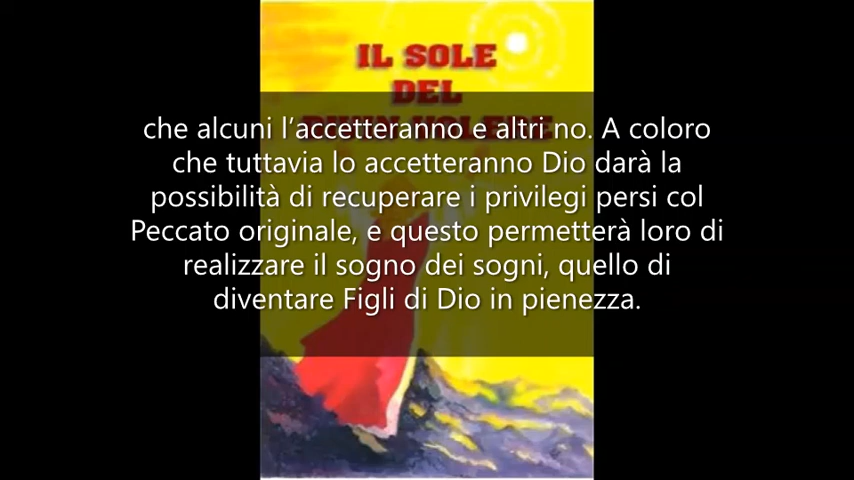 IL SOLE
DEL
che alcuni l’accetteranno e altri no. A coloro
che tuttavia lo accetteranno Dio darà la
possibilità di recuperare i privilegi persi col
Peccato originale, e questo permetterà loro di
realizzare il sogno dei sogni, quello di
diventare Figli di Dio in pienezza.